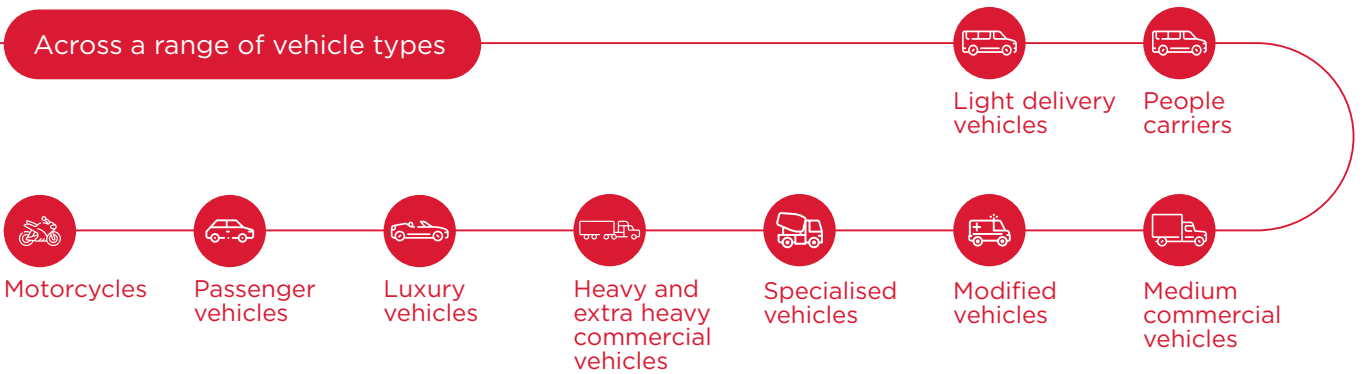 Across a range of vehicle types
Light delivery
vehicles
People
carriers
Motorcycles
Passenger
vehicles
Luxury
vehicles
Heavy and
extra heavy
commercial
vehicles
Specialised
vehicles
Modified
vehicles
Medium
commercial
vehicles